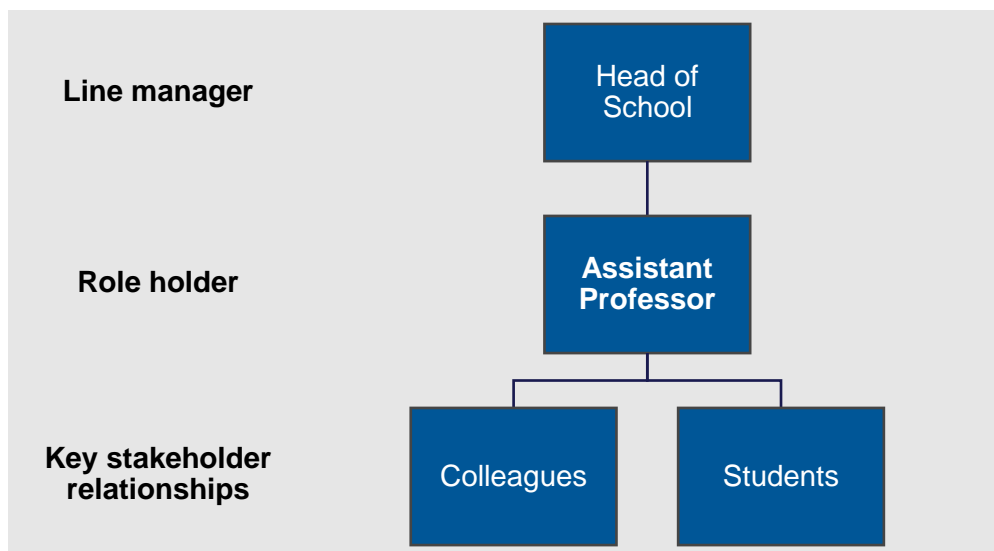 Line manager
Head of
School
Role holder
Assistant
Professor
Key stakeholder
relationships
Colleagues
Students